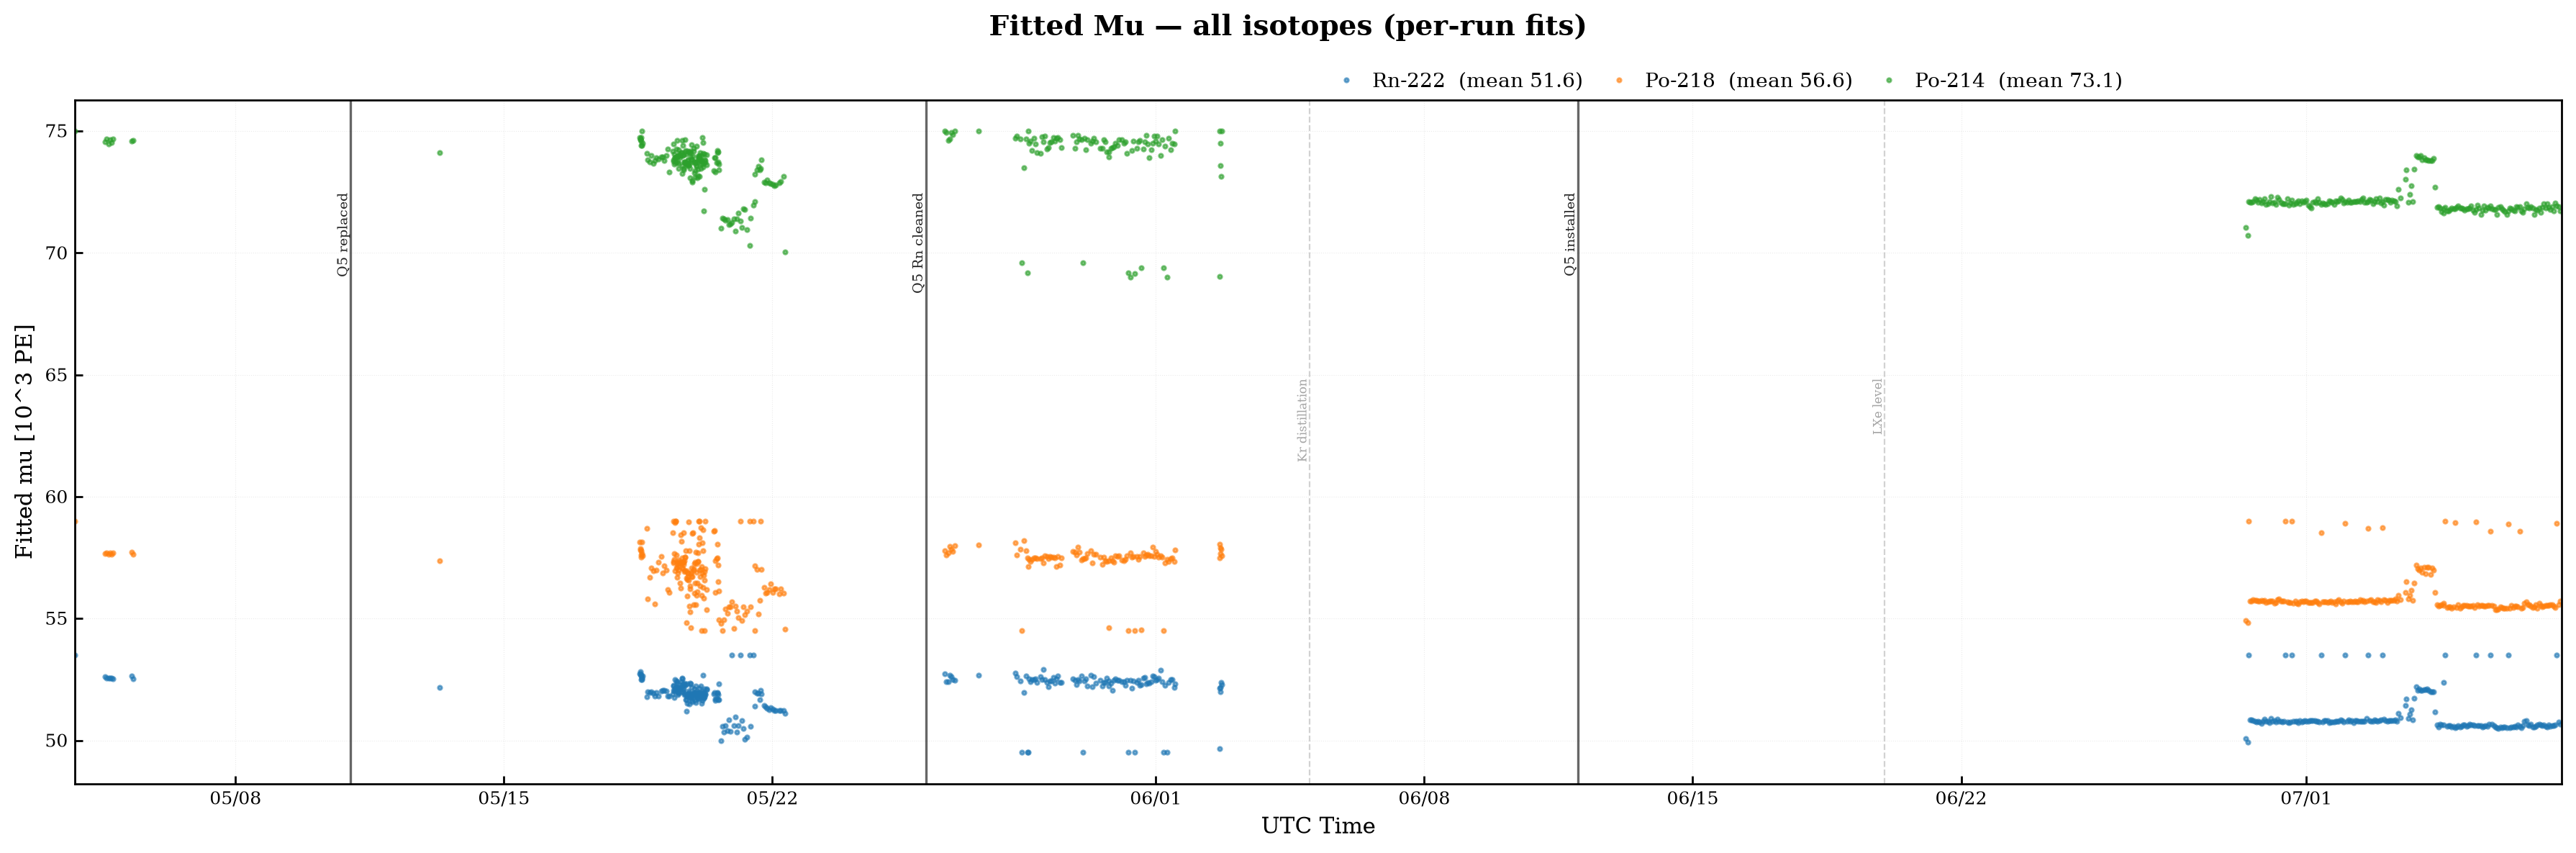 Fitted Mu — all isotopes (per-run fits)
Rn-222 (mean 51.6) Po-218 (mean 56.6) Po-214 (mean 73.1)
Fitted mu [10^3 PE]
75
70
65
60
55
50
Q5 replaced
Q5 Rn cleaned
Kr distillation
Q5 installed
LXe level
05/08 05/15 05/22 06/01 06/08 06/15 06/22 07/01
UTC Time